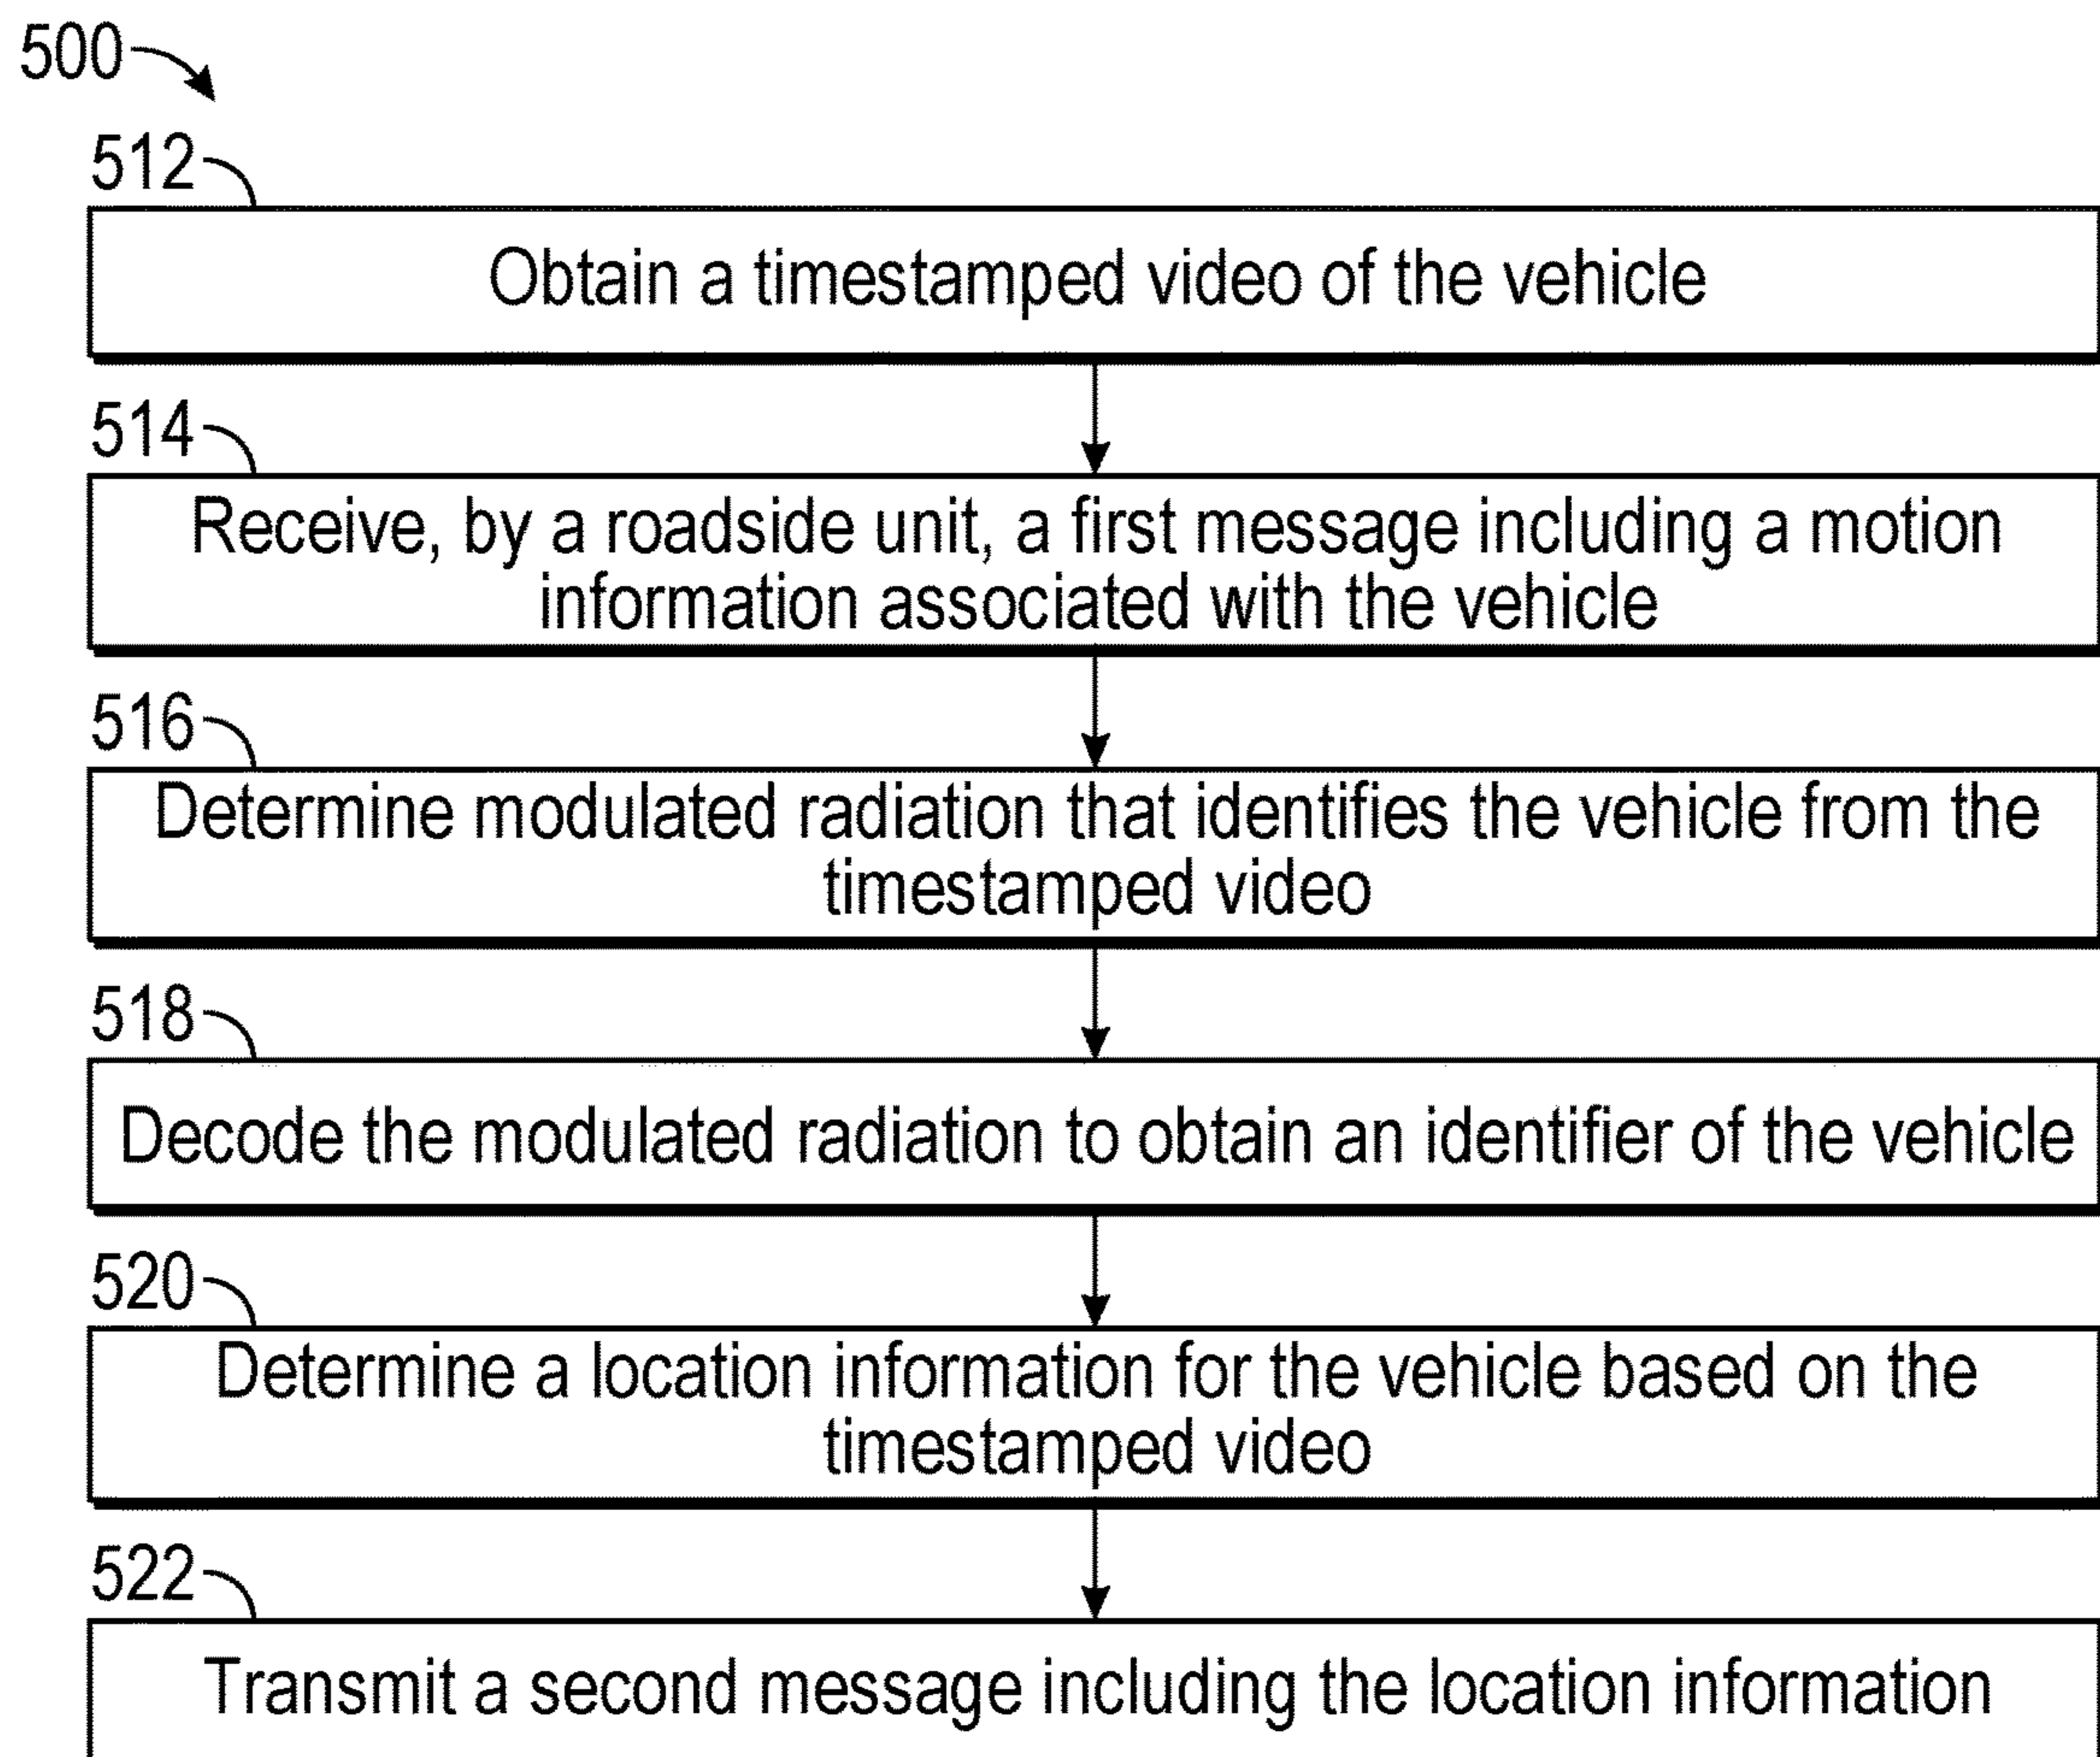 500
512
Obtain a timestamped video of the vehicle
514
Receive, by a roadside unit, a first message including a motion
information associated with the vehicle
516
Determine modulated radiation that identifies the vehicle from the
timestamped video
518
Decode the modulated radiation to obtain an identifier of the vehicle
520
Determine a location information for the vehicle based on the
timestamped video
522
Transmit a second message including the location information